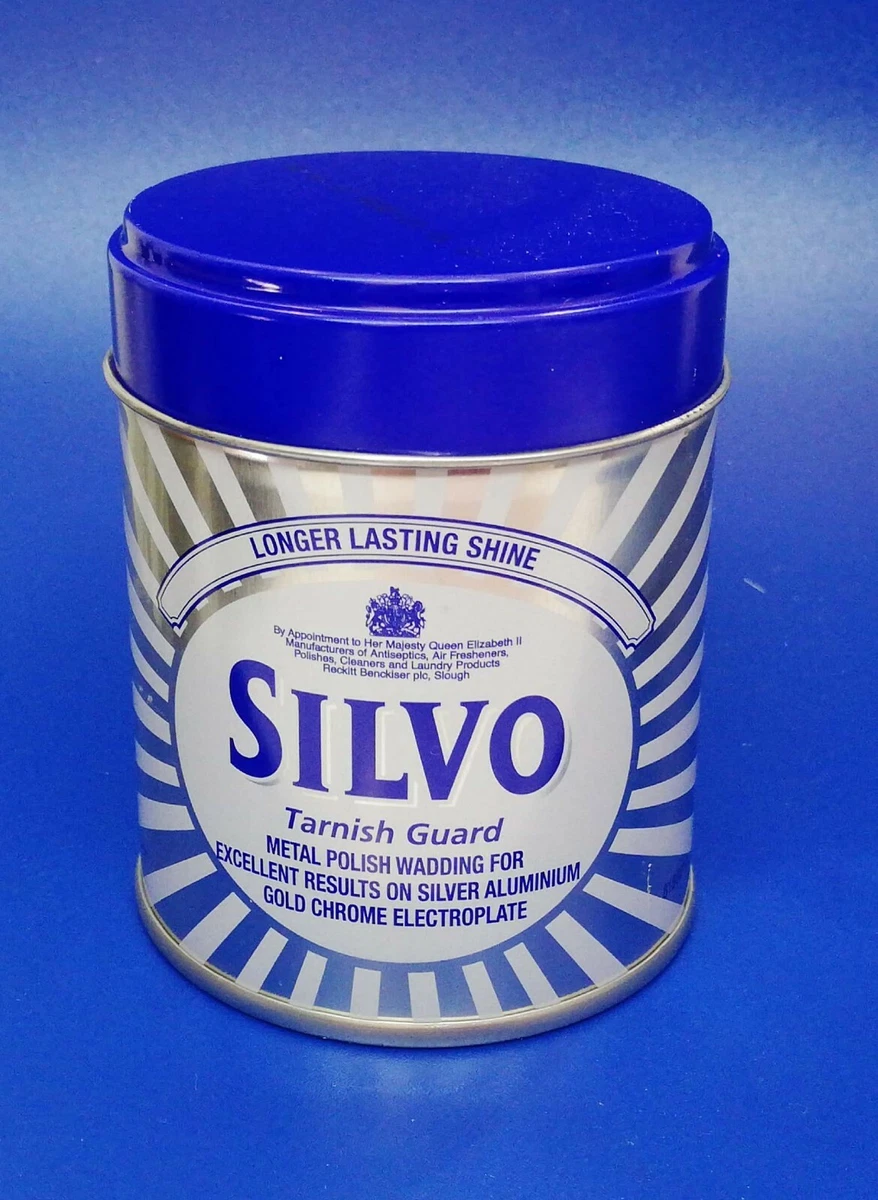 LONGER LASTING SHINE
By Appointment to Her Majesty Queen Elizabeth II
Manufacturers of Antiseptics, Air Fresheners,
Polishes, Cleaners and Laundry Products
Reckitt Benckiser plc, Slough
SILVO
Tarnish Guard
METAL POLISH WADDING FOR
EXCELLENT RESULTS ON SILVER ALUMINIUM
GOLD CHROME ELECTROPLATE